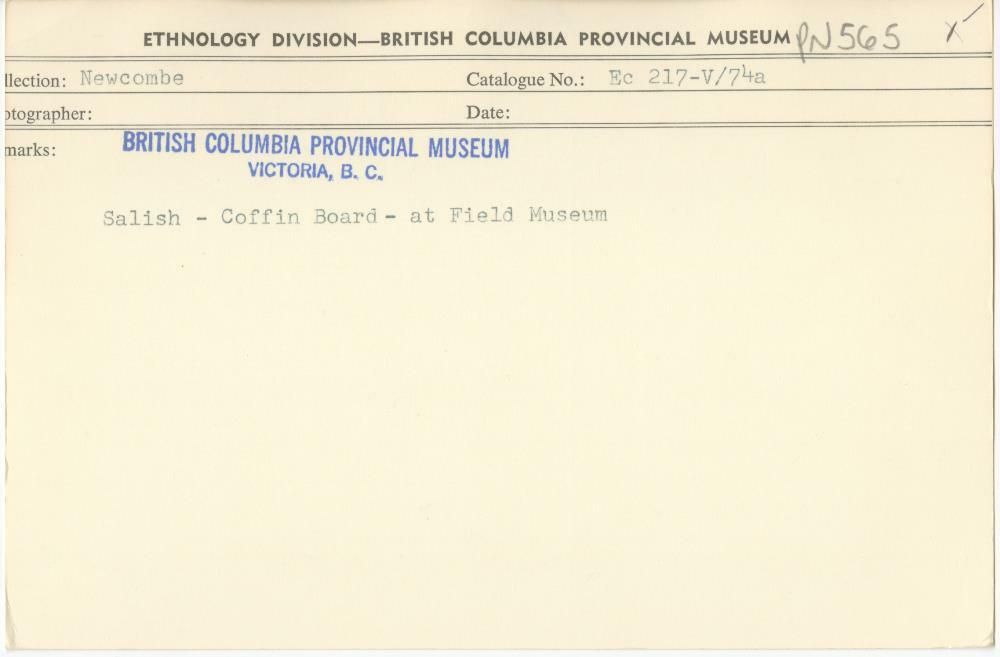 ETHNOLOGY DIVISION—BRITISH COLUMBIA PROVINCIAL MUSEUM PN565 X
llection: Newcombe Catalogue No.: Ec 217-V/74a
otographer: Date:
marks: BRITISH COLUMBIA PROVINCIAL MUSEUM
VICTORIA, B. C.
Salish - Coffin Board - at Field Museum